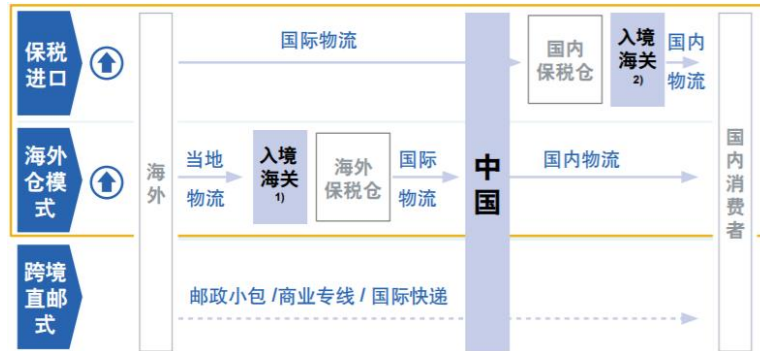 保税
进口
国际物流
国内
保税仓
入境
海关
2)
国内
物流
海外
仓模
式
海外
当地
物流
入境
海关
1)
海外
保税仓
国际
物流
中国
国内物流
国内消费者
跨境
直邮
式
邮政小包 /商业专线 / 国际快递